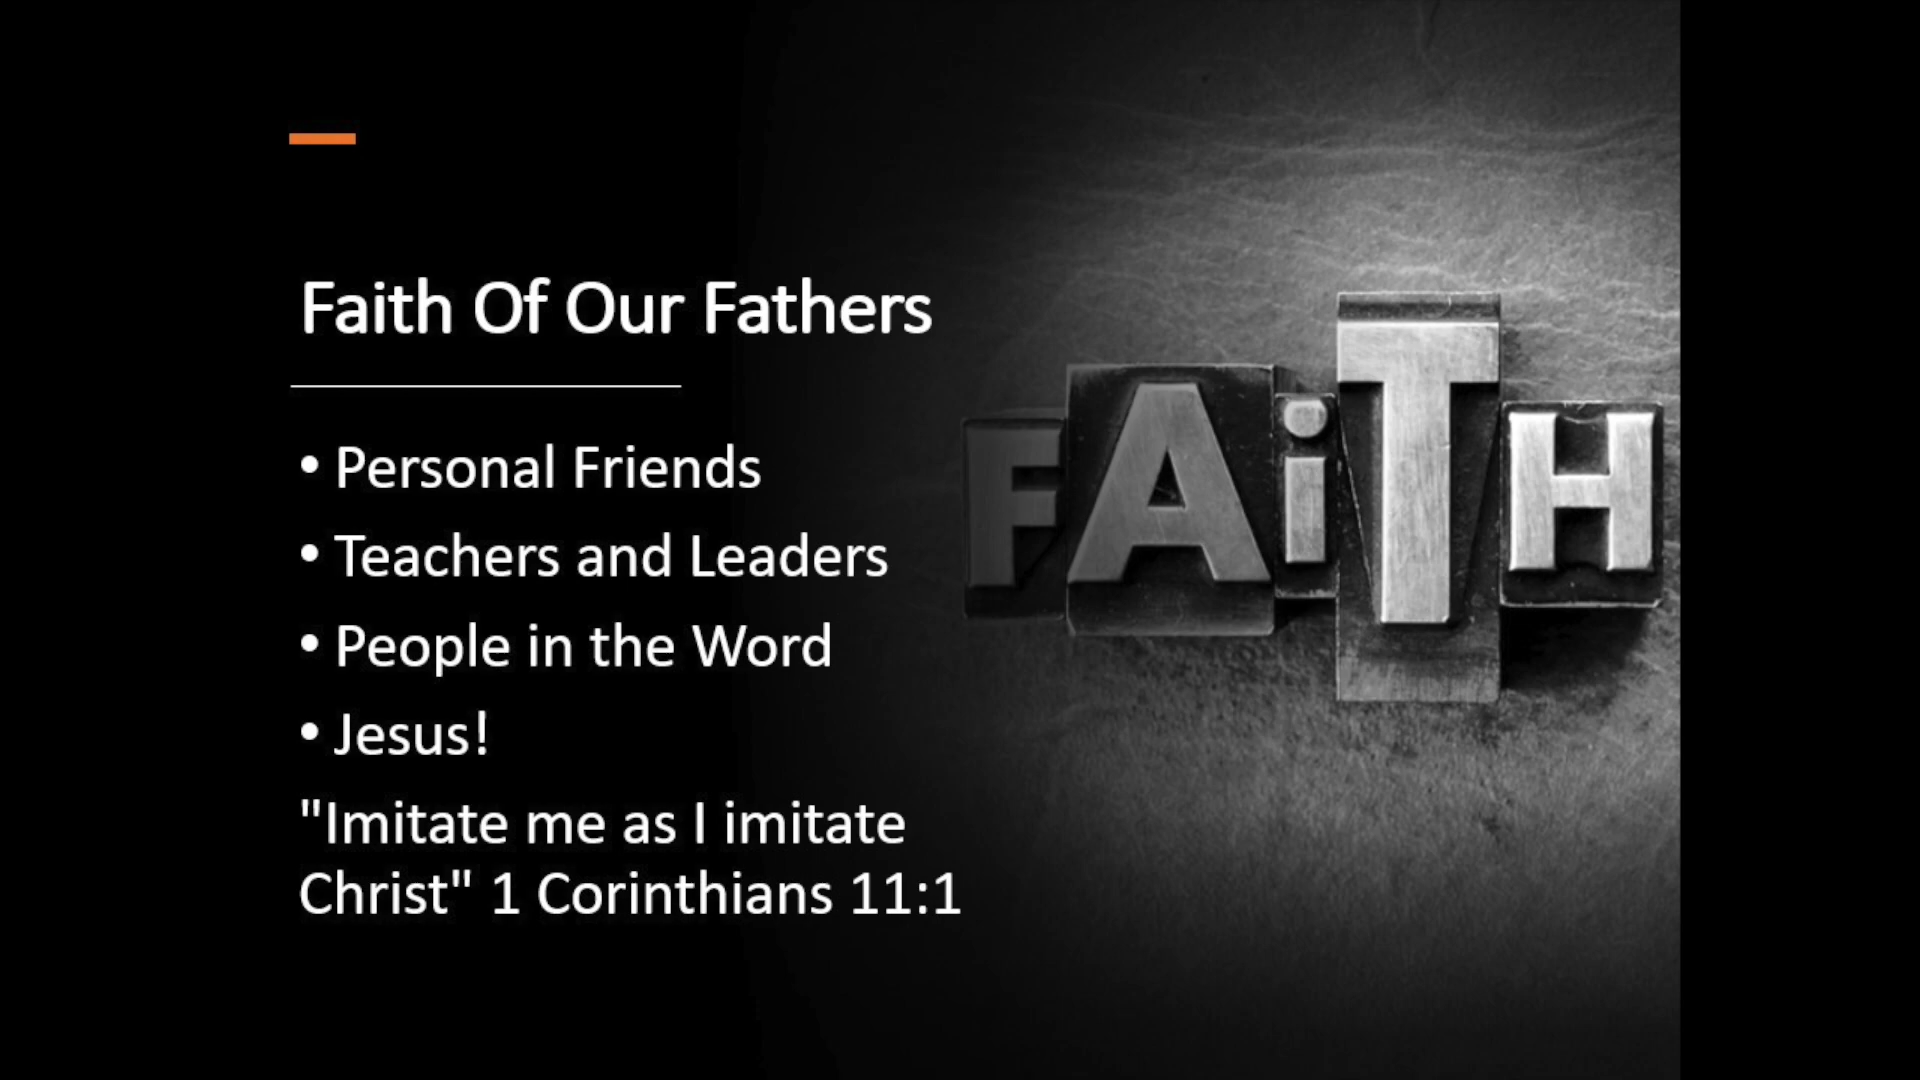 Faith Of Our Fathers
• Personal Friends
• Teachers and Leaders
• People in the Word
• Jesus!
"Imitate me as I imitate
Christ" 1 Corinthians 11:1
FAiTH